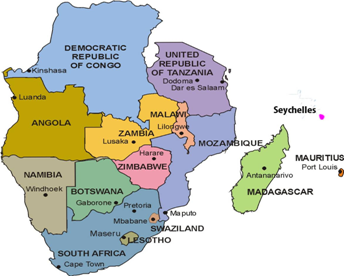 DEMOCRATIC
REPUBLIC
OF CONGO
Kinshasa
UNITED
REPUBLIC
OF TANZANIA
Dodoma
Dar es Salaam
Luanda
ANGOLA
MALAWI
Lilongwe
ZAMBIA
Lusaka
Harare
ZIMBABWE
MOZAMBIQUE
Seychelles
MAURITIUS
Port Louis
Antananarivo
MADAGASCAR
NAMIBIA
Windhoek
BOTSWANA
Gaborone
Pretoria
Mbabane
Maputo
SWAZILAND
Maseru
LESOTHO
SOUTH AFRICA
Cape Town